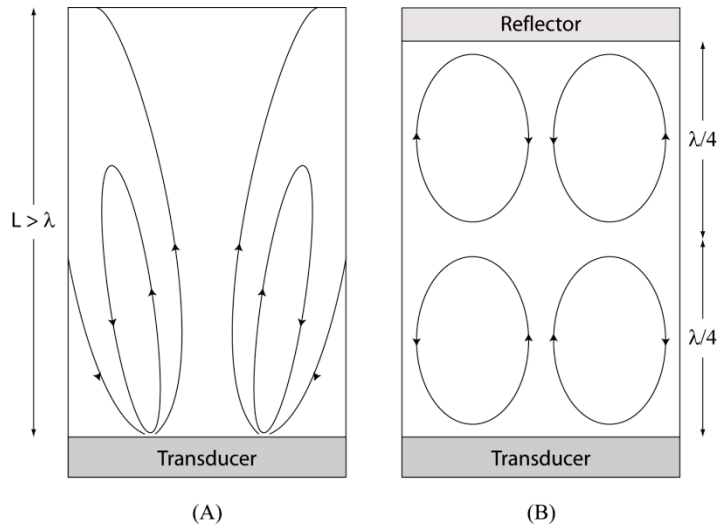 Reflector
L > λ
λ/4
λ/4
Transducer
Transducer
(A)
(B)